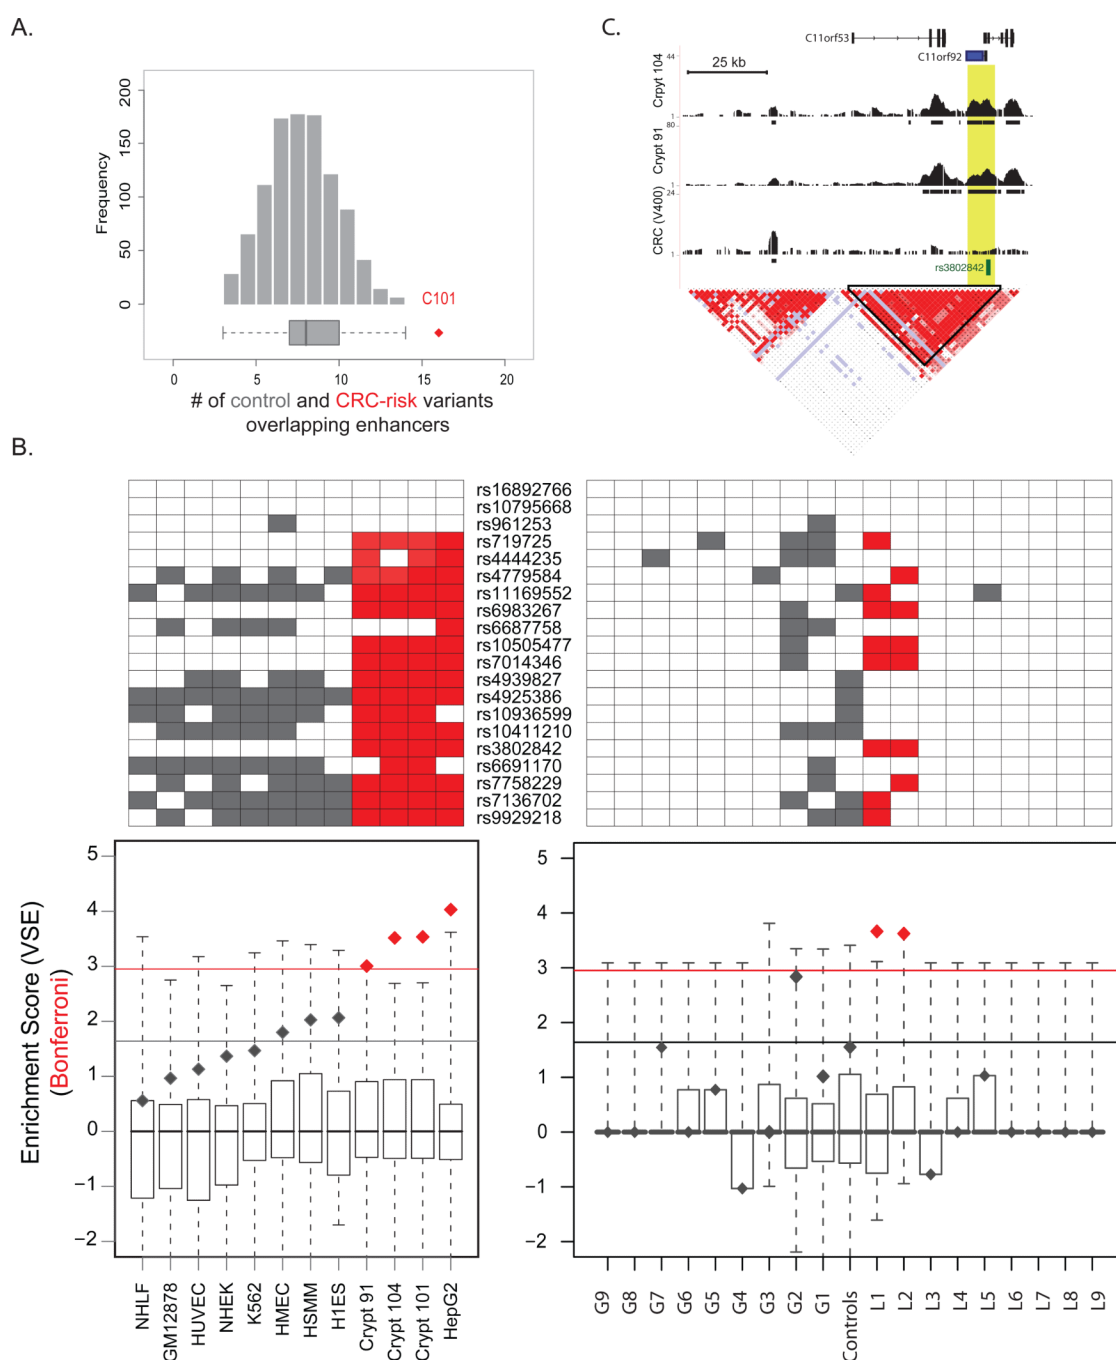 A.
200
150
100
50
0
Frequency
C101
0 5 10 15 20
# of control and CRC-risk variants
overlapping enhancers
C.
C11orf53
C11orf92
25 kb
44
Crpyt 104
1
80
Crypt 91
1
24
CRC (V400)
1
rs3802842
B.
rs16892766
rs10795668
rs961253
rs719725
rs4444235
rs4779584
rs11169552
rs6983267
rs6687758
rs10505477
rs7014346
rs4939827
rs4925386
rs10936599
rs10411210
rs3802842
rs6691170
rs7758229
rs7136702
rs9929218
Enrichment Score (VSE)
(Bonferroni)
5
4
3
2
1
0
−1
−2
NHLF
GM12878
HUVEC
NHEK
K562
HMEC
HSMM
H1ES
Crypt 91
Crypt 104
Crypt 101
HepG2
5
4
3
2
1
0
−1
−2
G9
G8
G7
G6
G5
G4
G3
G2
G1
Controls
L1
L2
L3
L4
L5
L6
L7
L8
L9